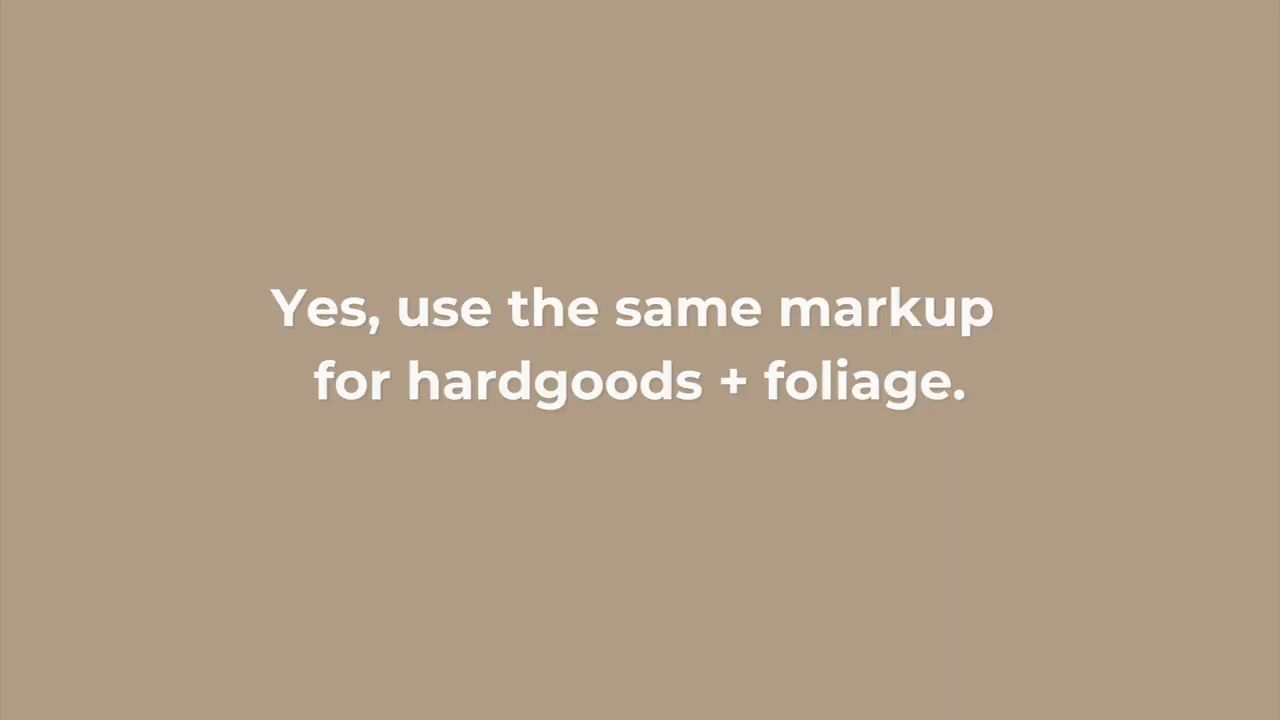 Yes, use the same markup
for hardgoods + foliage.